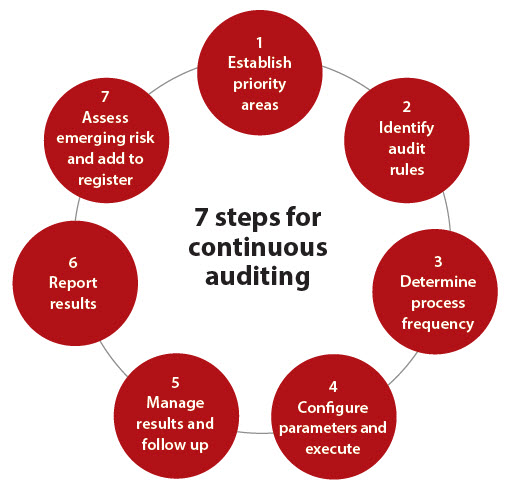 1
Establish
priority
areas
2
Identify
audit
rules
3
Determine
process
frequency
4
Configure
parameters and
execute
5
Manage
results and
follow up
6
Report
results
7
Assess
emerging risk
and add to
register
7 steps for
continuous
auditing